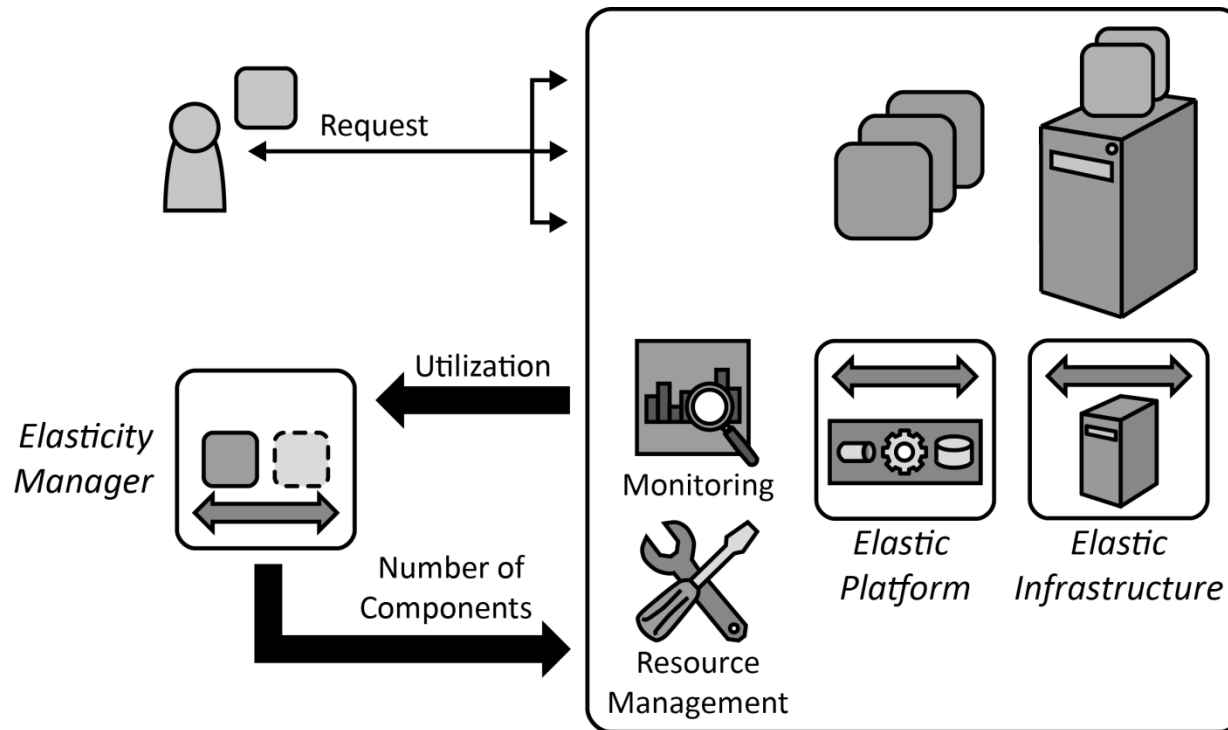 Request
Utilization
Elasticity
Manager
Number of
Components
Monitoring
Resource
Management
Elastic
Platform
Elastic
Infrastructure